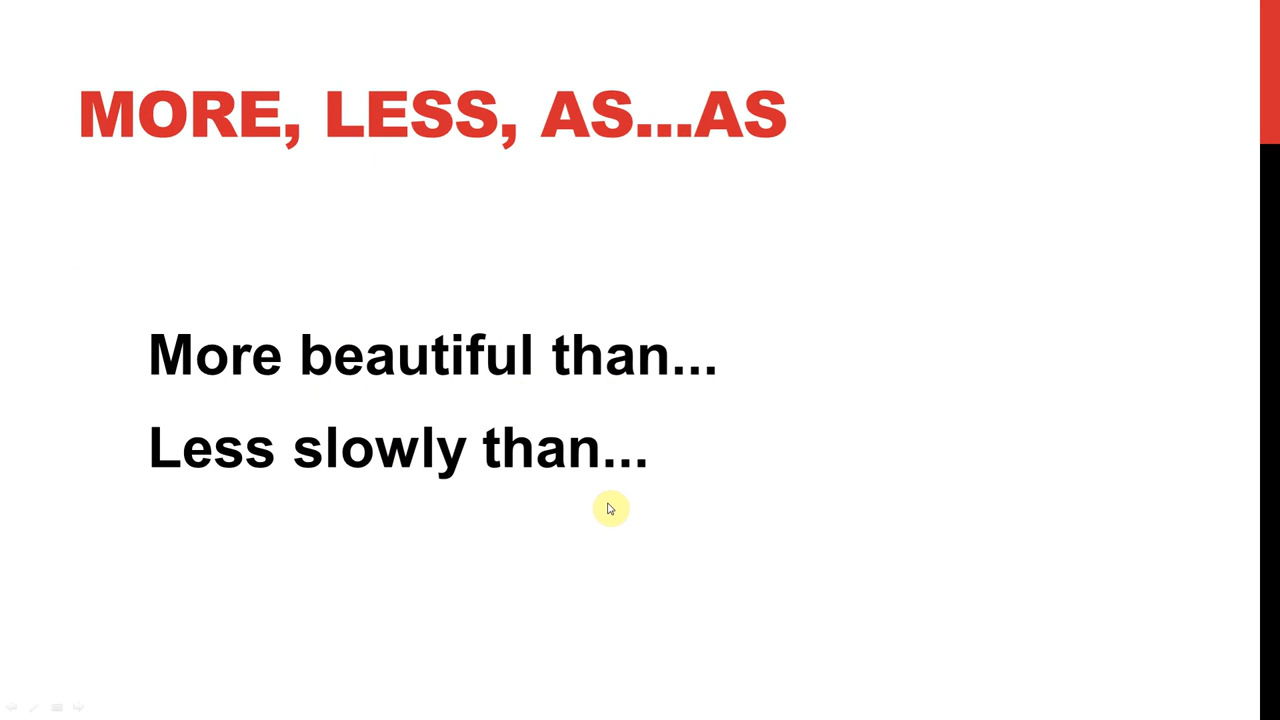 MORE, LESS, AS...AS
More beautiful than...
Less slowly than...